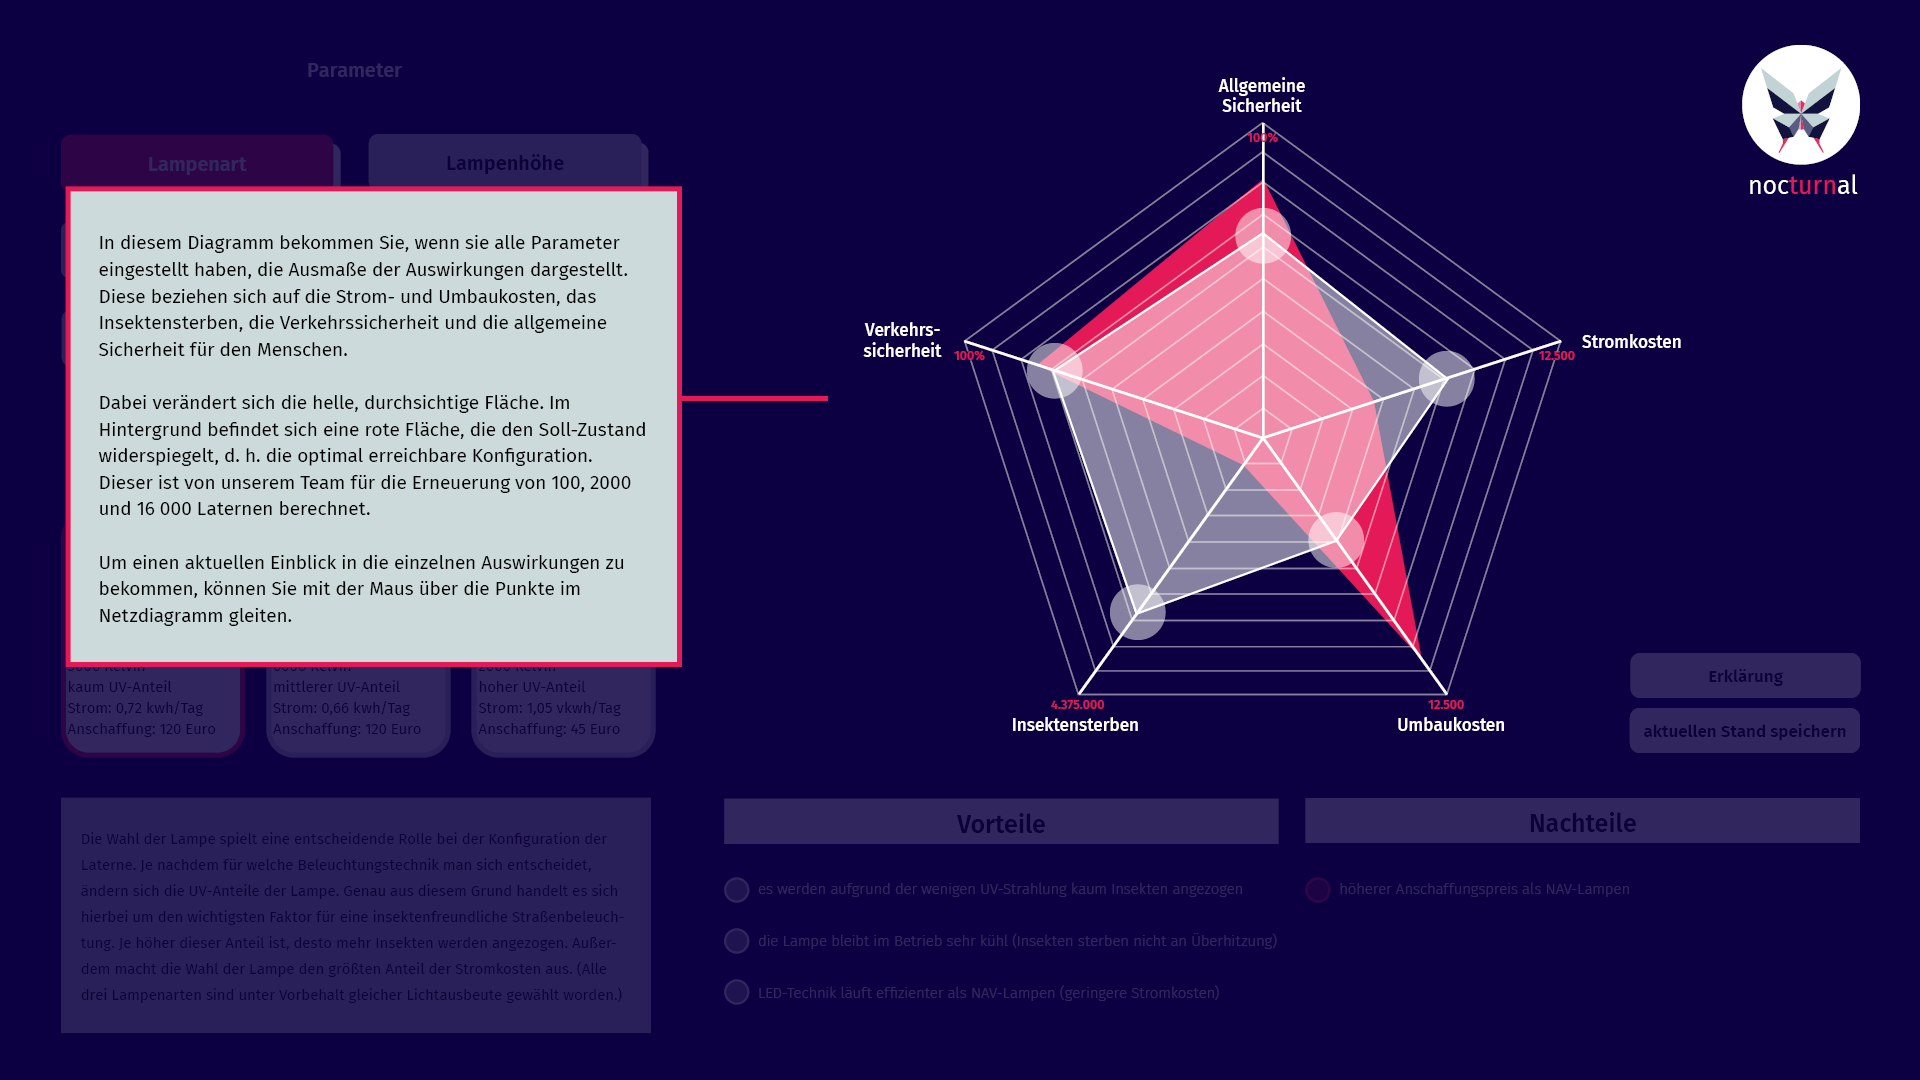 Parameter
Lampenart
Lampenhöhe
In diesem Diagramm bekommen Sie, wenn sie alle Parameter
eingestellt haben, die Ausmaße der Auswirkungen dargestellt.
Diese beziehen sich auf die Strom- und Umbaukosten, das
Insektensterben, die Verkehrssicherheit und die allgemeine
Sicherheit für den Menschen.
Dabei verändert sich die helle, durchsichtige Fläche. Im
Hintergrund befindet sich eine rote Fläche, die den Soll-Zustand
widerspiegelt, d. h. die optimal erreichbare Konfiguration.
Dieser ist von unserem Team für die Erneuerung von 100, 2000
und 16 000 Laternen berechnet.
Um einen aktuellen Einblick in die einzelnen Auswirkungen zu
bekommen, können Sie mit der Maus über die Punkte im
Netzdiagramm gleiten.
kaum UV-Anteil
Strom: 0,72 kwh/Tag
Anschaffung: 120 Euro
mittlerer UV-Anteil
Strom: 0,66 kwh/Tag
Anschaffung: 120 Euro
hoher UV-Anteil
Strom: 1,05 vkwh/Tag
Anschaffung: 45 Euro
Die Wahl der Lampe spielt eine entscheidende Rolle bei der Konfiguration der
Laterne. Je nachdem für welche Beleuchtungstechnik man sich entscheidet,
ändern sich die UV-Anteile der Lampe. Genau aus diesem Grund handelt es sich
hierbei um den wichtigsten Faktor für eine insektenfreundliche Straßenbeleuch-
tung. Je höher dieser Anteil ist, desto mehr Insekten werden angezogen. Außer-
dem macht die Wahl der Lampe den größten Anteil der Stromkosten aus. (Alle
drei Lampenarten sind unter Vorbehalt gleicher Lichtausbeute gewählt worden.)
Allgemeine
Sicherheit
100%
Verkehrs-
sicherheit
100%
Stromkosten
12.500
4.375.000
Insektensterben
12.500
Umbaukosten
nocturnal
Erklärung
aktuellen Stand speichern
Vorteile
es werden aufgrund der wenigen UV-Strahlung kaum Insekten angezogen
die Lampe bleibt im Betrieb sehr kühl (Insekten sterben nicht an Überhitzung)
LED-Technik läuft effizienter als NAV-Lampen (geringere Stromkosten)
Nachteile
höherer Anschaffungspreis als NAV-Lampen